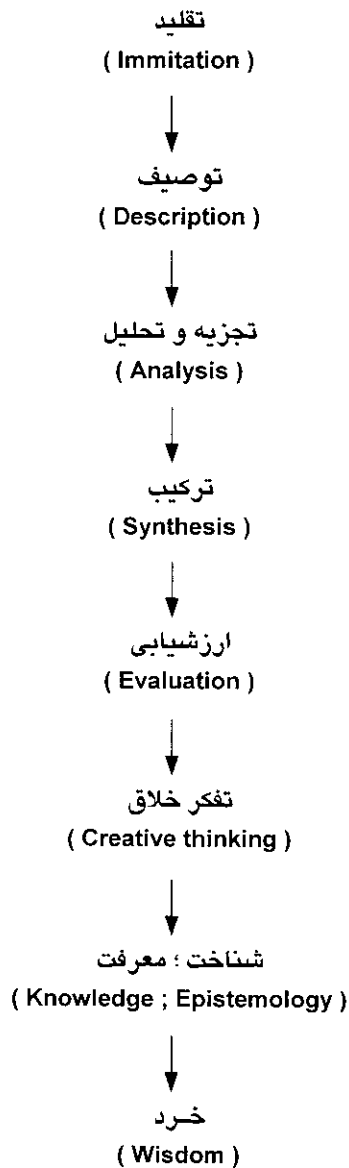 تقلید
( Immitation )
توصیف
( Description )
تجزیه و تحلیل
( Analysis )
ترکیب
( Synthesis )
ارزشیابی
( Evaluation )
تفکر خلاق
( Creative thinking )
شناخت ؛ معرفت
( Knowledge ; Epistemology )
خرد
( Wisdom )